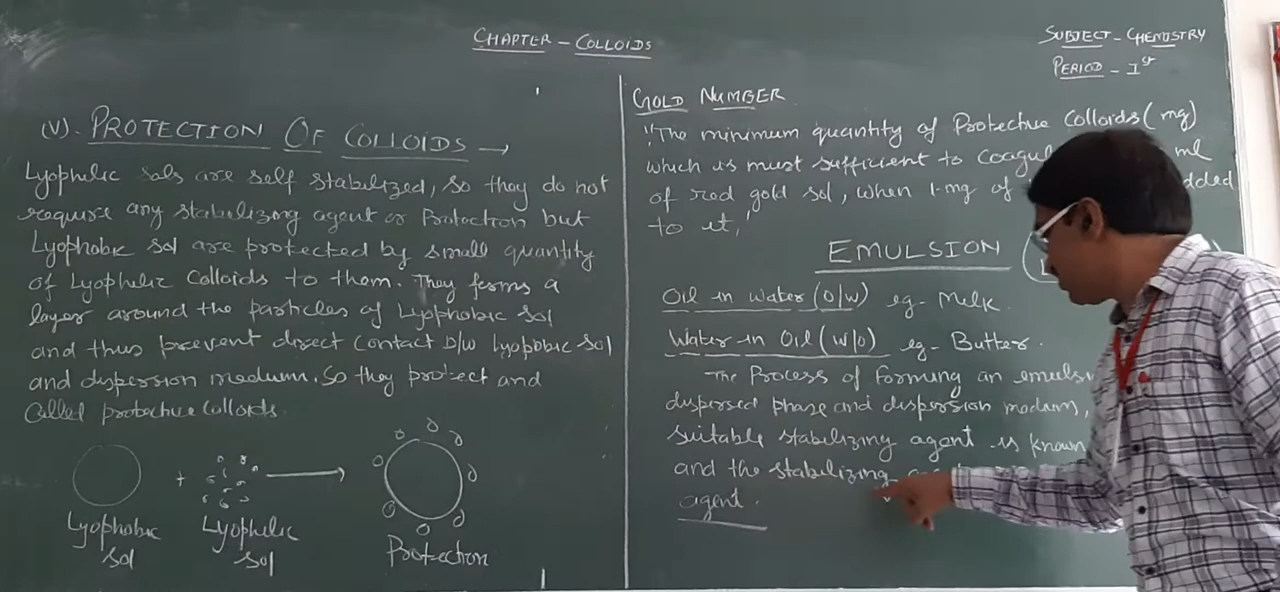 CHAPTER - COLLOIDS
SUBJECT - CHEMISTRY
PERIOD - 1st
(V). PROTECTION OF COLLOIDS →
Lyophilic sols are self stabilized, so they do not
require any stabilizing agent or Protection but
Lyophobic sol are protected by small quantity
of Lyophilic Colloids to them. They forms a
layer around the particles of Lyophobic sol
and thus prevent direct contact b/w lyopobic sol
and dispersion medium. So they protect and
Called protective colloids.
+ →
Lyophobic sol
Lyophilic sol
Protection
GOLD NUMBER
"The minimum quantity of Protective Colloids (mg)
which is must sufficient to Coagul ml
of red gold sol, when 1-mg of dded
to it,"
EMULSION
Oil in Water (O/W) eg- Milk.
Water in Oil (W/O) eg- Butter.
The Process of forming an emuls
dispersed phase and dispersion medium,
Suitable stabilizing agent is known
and the stabilizing
agent.